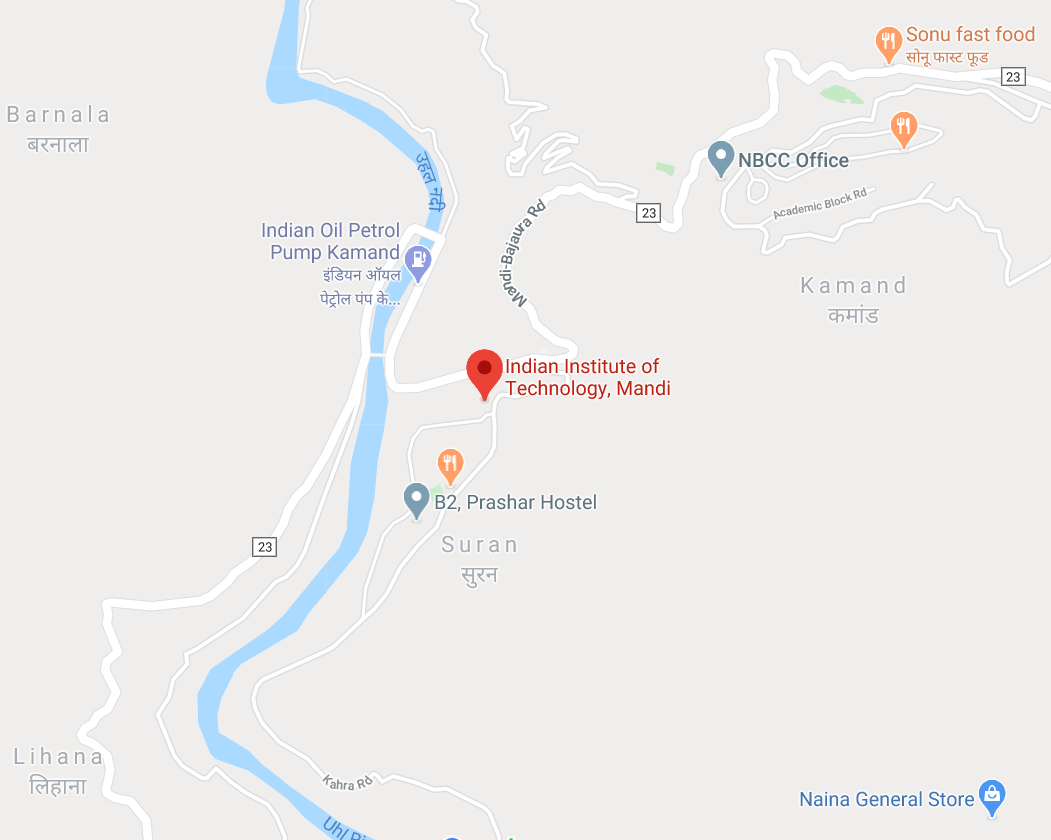 Sonu fast food
सोनू फास्ट फूड
23
Barnala
बरनाला
NBCC Office
उहल नदी
Academic Block Rd
23
Mandi-Bajaura Rd
Indian Oil Petrol
Pump Kamand
इंडियन ऑयल
पेट्रोल पंप के...
Kamand
कमांड
Indian Institute of
Technology, Mandi
B2, Prashar Hostel
Suran
सुरन
23
Lihana
लिहाना
Kahra Rd
Naina General Store
Uhl